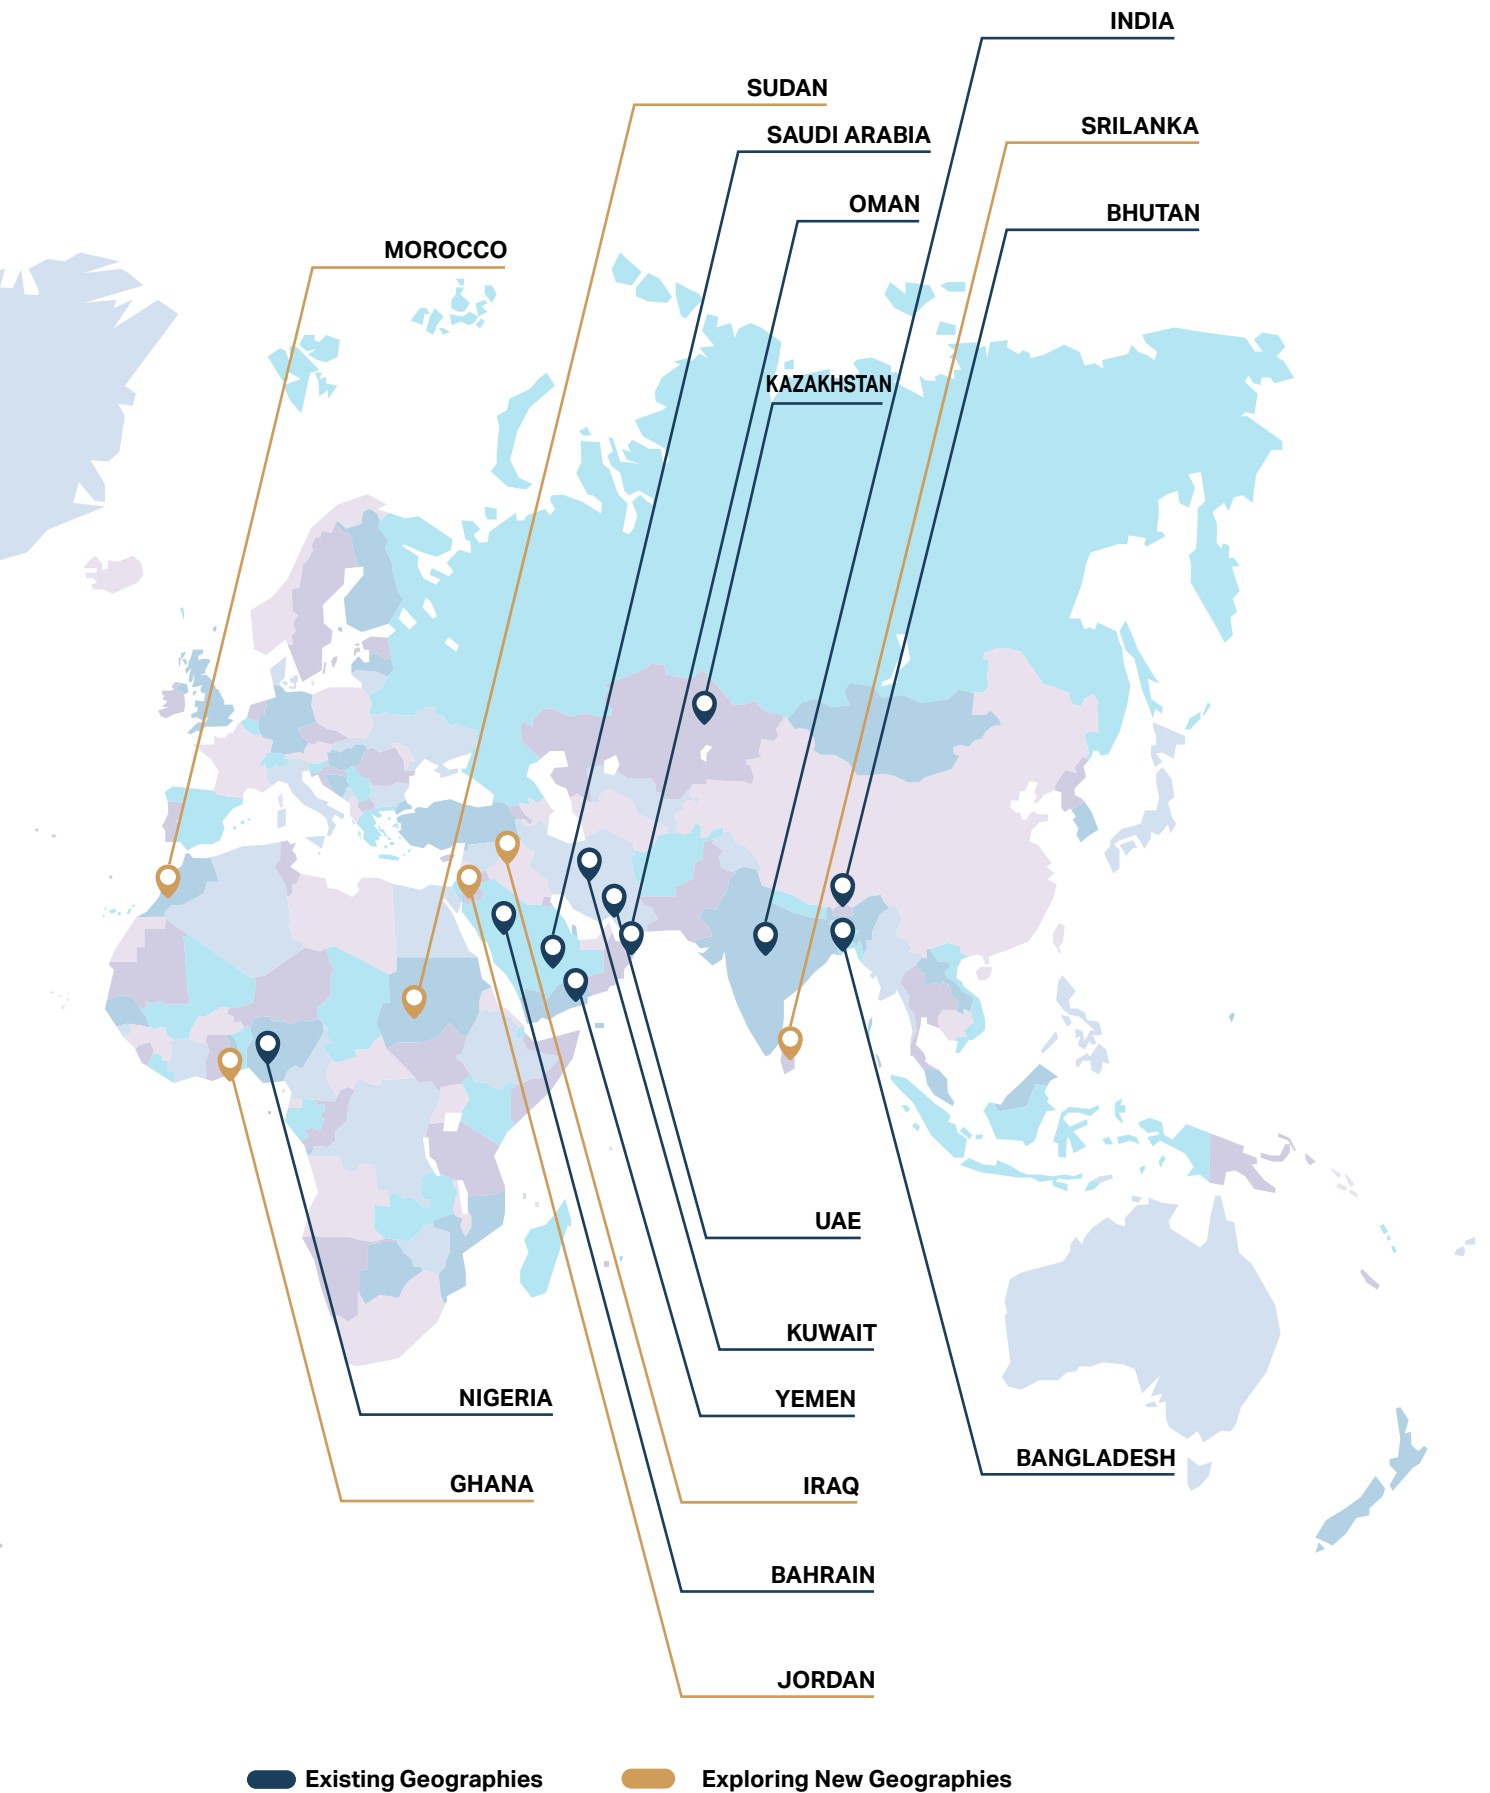 INDIA
SUDAN
SRILANKA
SAUDI ARABIA
OMAN
BHUTAN
MOROCCO
KAZAKHSTAN
UAE
KUWAIT
NIGERIA
YEMEN
BANGLADESH
GHANA
IRAQ
BAHRAIN
JORDAN
Existing Geographies
Exploring New Geographies